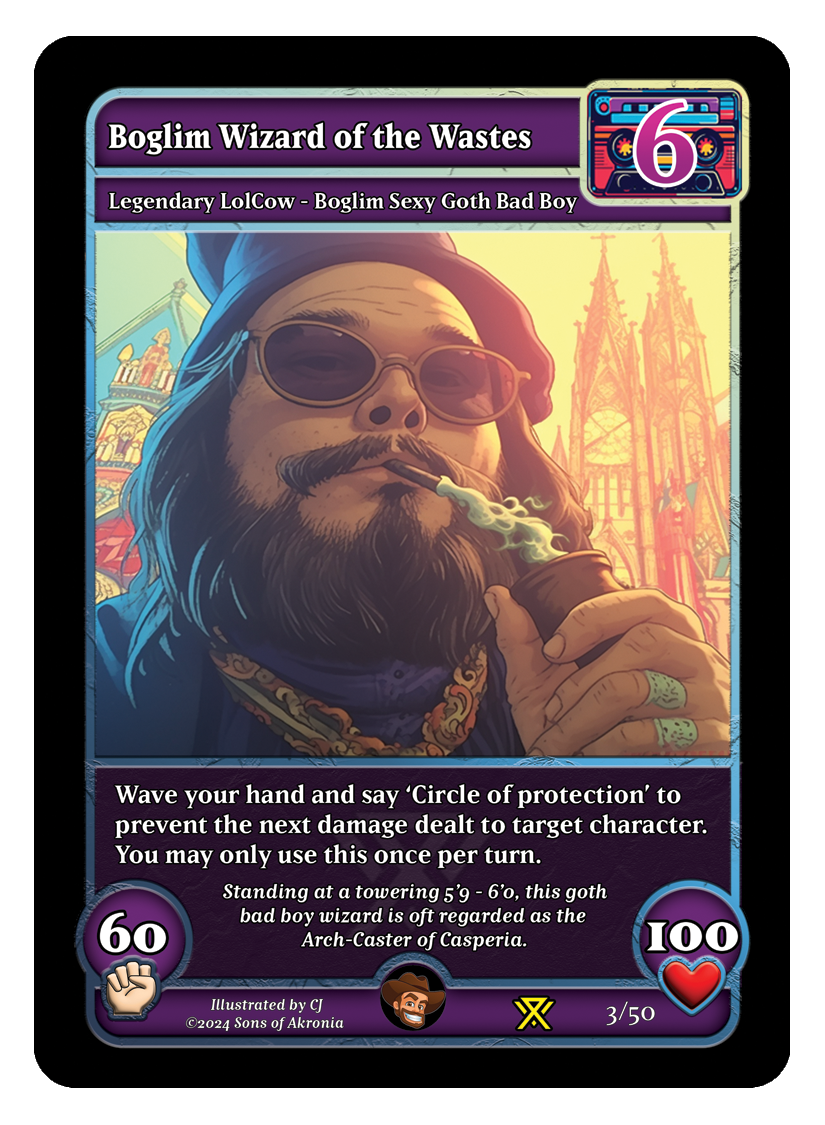 Boglim Wizard of the Wastes
6
Legendary LolCow - Boglim Sexy Goth Bad Boy
Wave your hand and say ‘Circle of protection’ to
prevent the next damage dealt to target character.
You may only use this once per turn.
Standing at a towering 5’9 - 6’0, this goth
bad boy wizard is oft regarded as the
Arch-Caster of Casperia.
60
100
Illustrated by CJ
©2024 Sons of Akronia
3/50